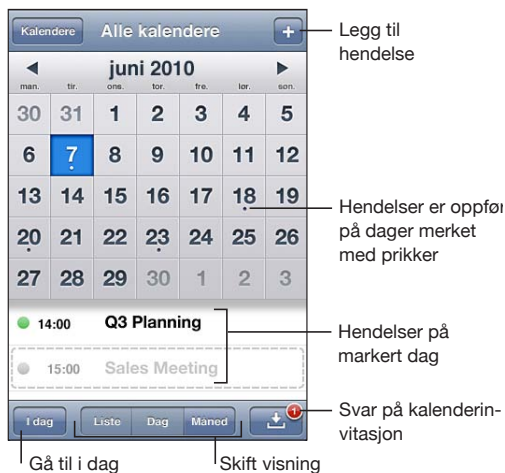 Kalendere Alle kalendere +
Legg til
hendelse
juni 2010
man. tir. ons. tor. fre. lør. søn.
30 31 1 2 3 4 5
6 7 8 9 10 11 12
13 14 15 16 17 18 19
20 21 22 23 24 25 26
27 28 29 30 1 2 3
Hendelser er oppfør
på dager merket
med prikker
14:00 Q3 Planning
15:00 Sales Meeting
Hendelser på
markert dag
I dag Liste Dag Måned 1
Svar på kalenderin-
vitasjon
Gå til i dag
Skift visning